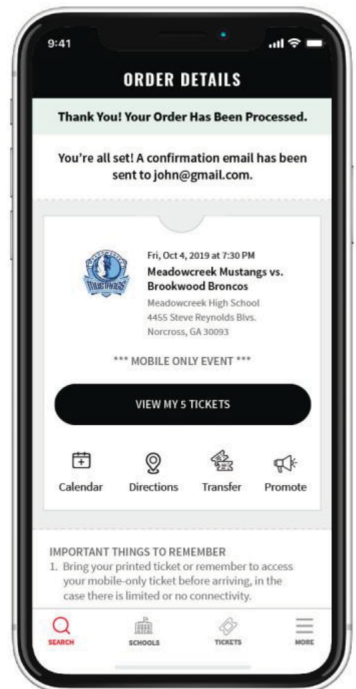 9:41
ORDER DETAILS
Thank You! Your Order Has Been Processed.
You're all set! A confirmation email has been
sent to john@gmail.com.
Fri, Oct 4, 2019 at 7:30 PM
Meadowcreek Mustangs vs.
Brookwood Broncos
Meadowcreek High School
4455 Steve Reynolds Blvs.
Norcross, GA 30093
MUSTANGS
*** MOBILE ONLY EVENT ***
VIEW MY 5 TICKETS
Calendar Directions Transfer Promote
IMPORTANT THINGS TO REMEMBER
1. Bring your printed ticket or remember to access
your mobile-only ticket before arriving, in the
case there is limited or no connectivity.
SEARCH SCHOOLS TICKETS MORE